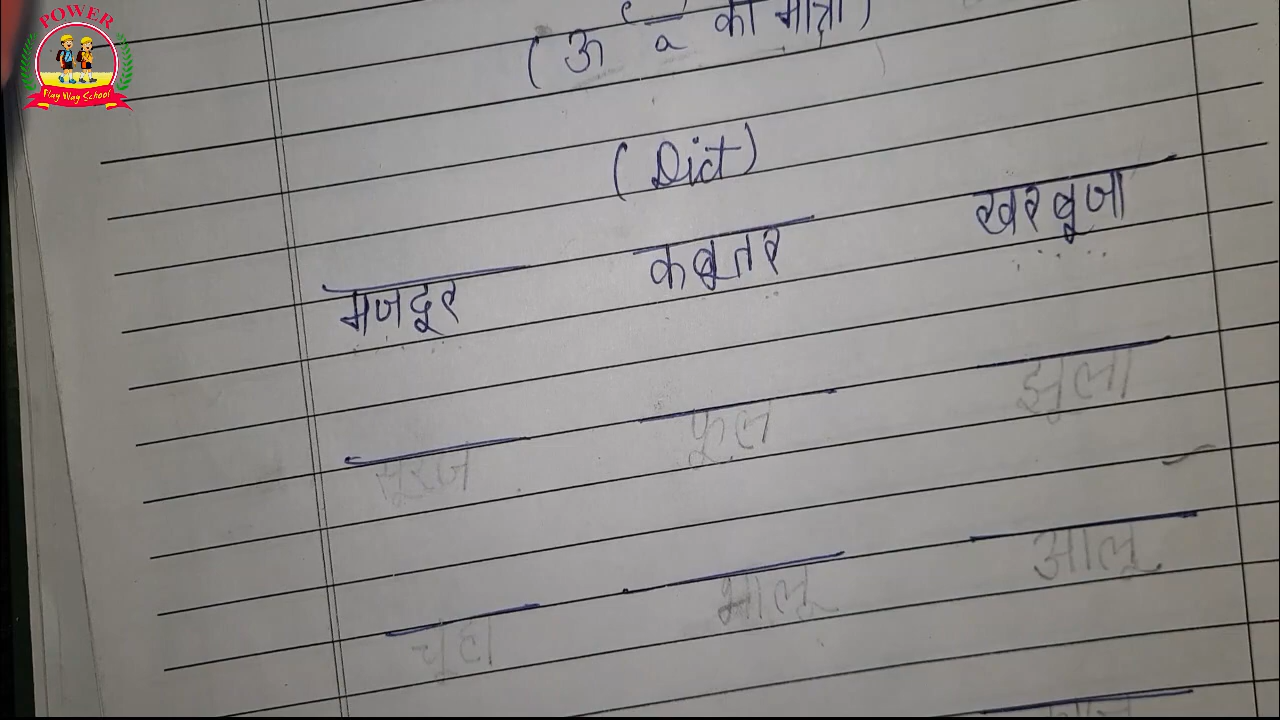 POWER
Play Way School
( ऊ ू की मात्रा )
( Dict )
मजदूर कबूतर खरबूजा
सूरज फूल झूला
चूहा भालू आलू